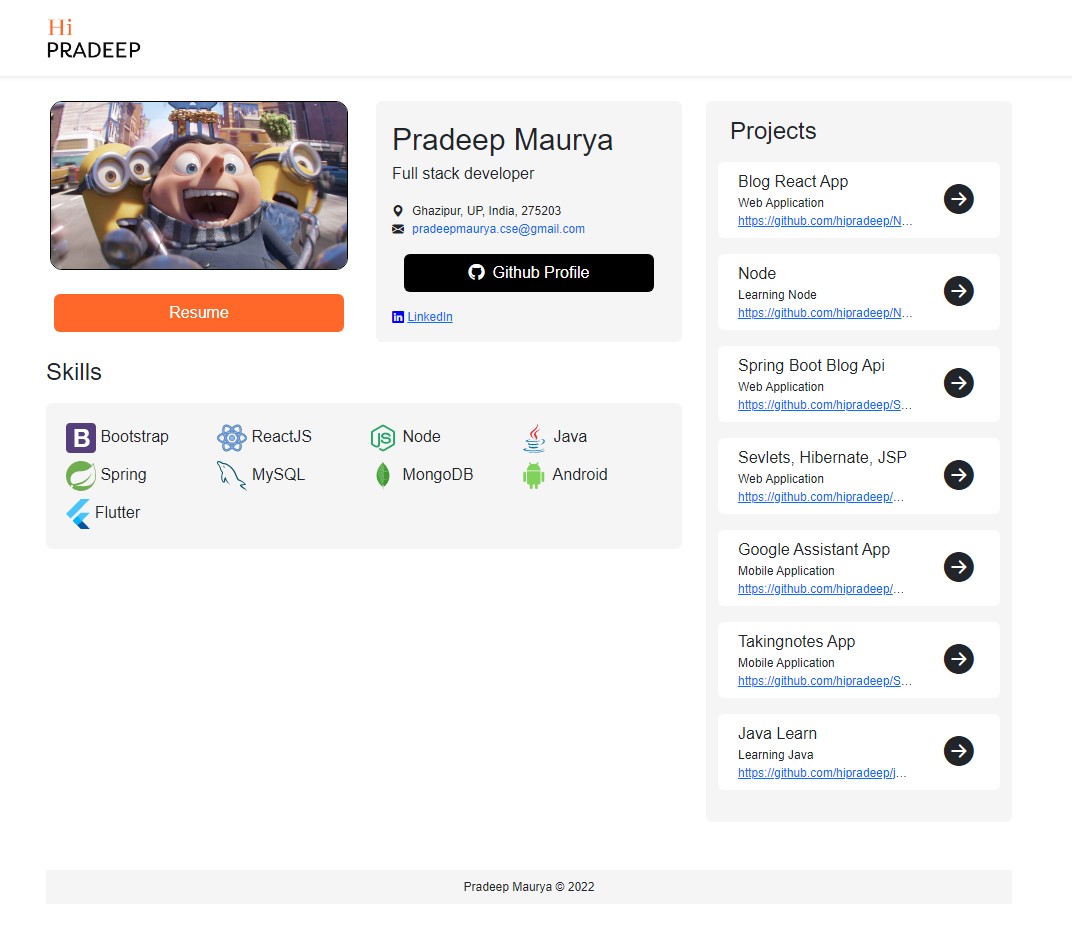 Hi
PRADEEP
Resume
Pradeep Maurya
Full stack developer
Ghazipur, UP, India, 275203
pradeepmaurya.cse@gmail.com
Github Profile
in LinkedIn
Skills
B Bootstrap
ReactJS
JS Node
Java
Spring
MySQL
MongoDB
Android
Flutter
Projects
Blog React App
Web Application
https://github.com/hipradeep/N...
Node
Learning Node
https://github.com/hipradeep/N...
Spring Boot Blog Api
Web Application
https://github.com/hipradeep/S...
Sevlets, Hibernate, JSP
Web Application
https://github.com/hipradeep/...
Google Assistant App
Mobile Application
https://github.com/hipradeep/...
Takingnotes App
Mobile Application
https://github.com/hipradeep/S...
Java Learn
Learning Java
https://github.com/hipradeep/j...
Pradeep Maurya © 2022